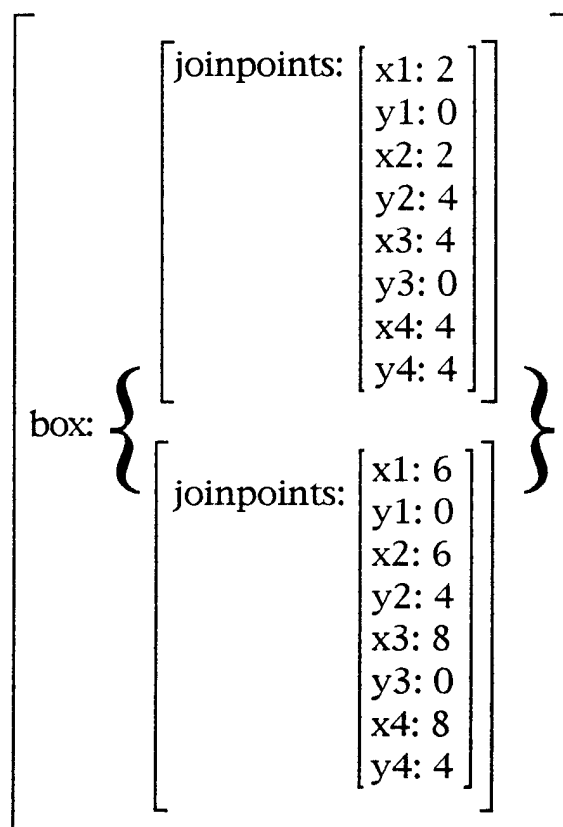 joinpoints: x1: 2
y1: 0
x2: 2
y2: 4
x3: 4
y3: 0
x4: 4
y4: 4
box:
joinpoints: x1: 6
y1: 0
x2: 6
y2: 4
x3: 8
y3: 0
x4: 8
y4: 4